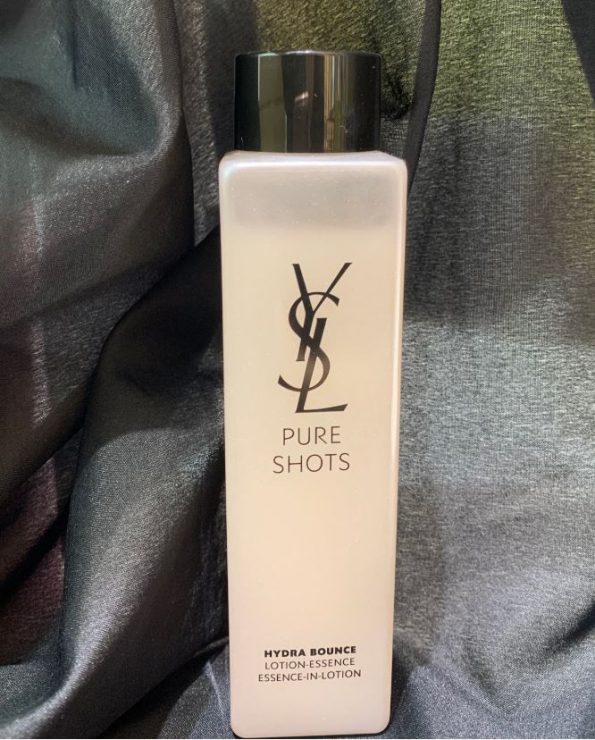 YSL
PURE
SHOTS
HYDRA BOUNCE
LOTION-ESSENCE
ESSENCE-IN-LOTION